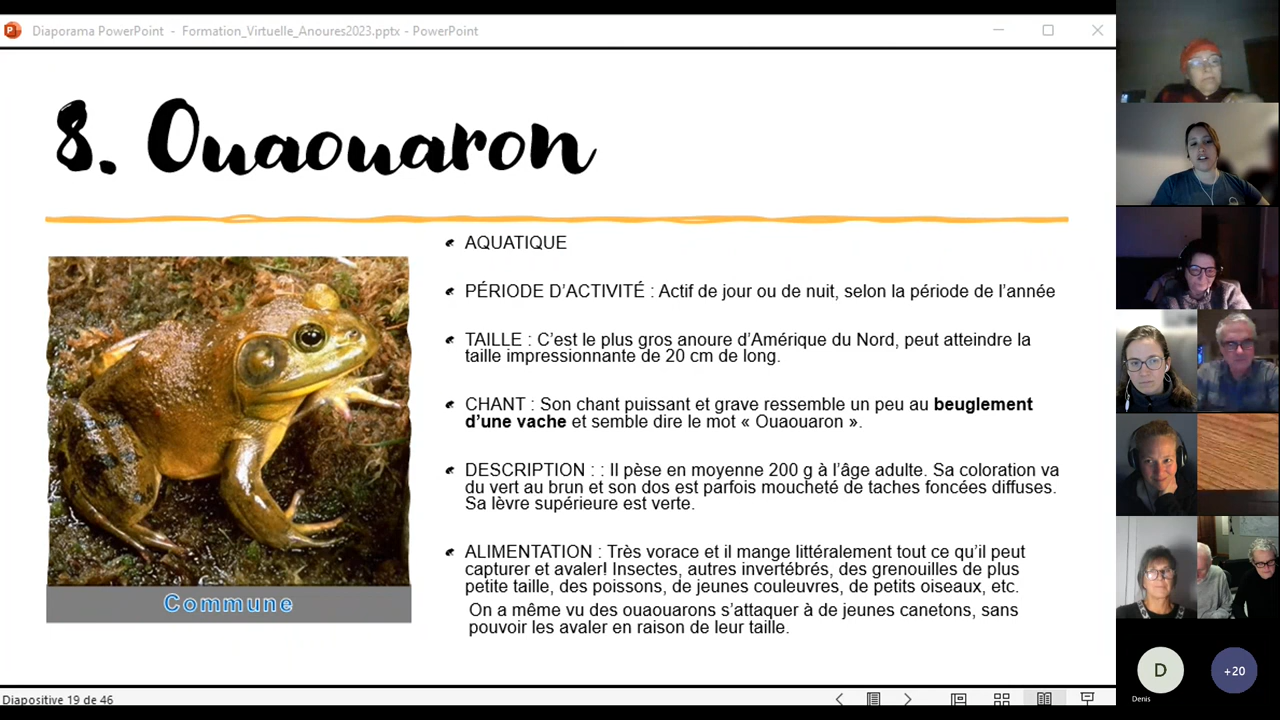 Diaporama PowerPoint - Formation_Virtuelle_Anoures2023.pptx - PowerPoint
8. Ouaouaron
AQUATIQUE
PÉRIODE D'ACTIVITÉ : Actif de jour ou de nuit, selon la période de l'année
TAILLE : C'est le plus gros anoure d'Amérique du Nord, peut atteindre la
taille impressionnante de 20 cm de long.
CHANT : Son chant puissant et grave ressemble un peu au beuglement
d'une vache et semble dire le mot « Ouaouaron ».
DESCRIPTION : : Il pèse en moyenne 200 g à l'âge adulte. Sa coloration va
du vert au brun et son dos est parfois moucheté de taches foncées diffuses.
Sa lèvre supérieure est verte.
ALIMENTATION : Très vorace et il mange littéralement tout ce qu'il peut
capturer et avaler! Insectes, autres invertébrés, des grenouilles de plus
petite taille, des poissons, de jeunes couleuvres, de petits oiseaux, etc.
On a même vu des ouaouarons s'attaquer à de jeunes canetons, sans
pouvoir les avaler en raison de leur taille.
Commune
Diapositive 19 de 46
D
Denis
+20